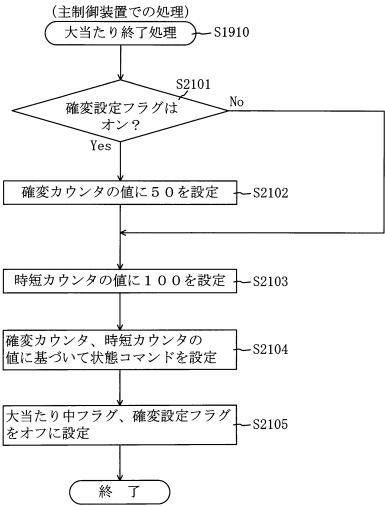 (主制御装置での処理)
大当たり終了処理
S1910
S2101
確変設定フラグは
オン？
No
Yes
確変カウンタの値に５０を設定
S2102
時短カウンタの値に１００を設定
S2103
確変カウンタ、時短カウンタの
値に基づいて状態コマンドを設定
S2104
大当たり中フラグ、確変設定フラグ
をオフに設定
S2105
終　了